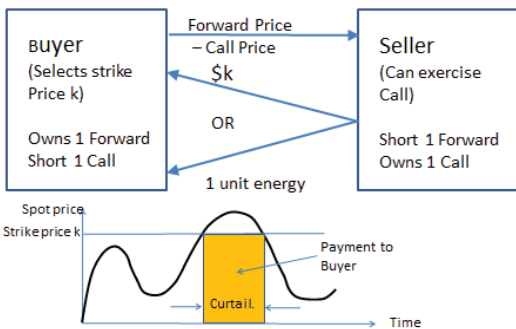 Buyer
(Selects strike
Price k)
Owns 1 Forward
Short 1 Call
Forward Price
– Call Price
$k
OR
1 unit energy
Seller
(Can exercise
Call)
Short 1 Forward
Owns 1 Call
Spot price
Strike price k
Payment to
Buyer
Curtail.
Time